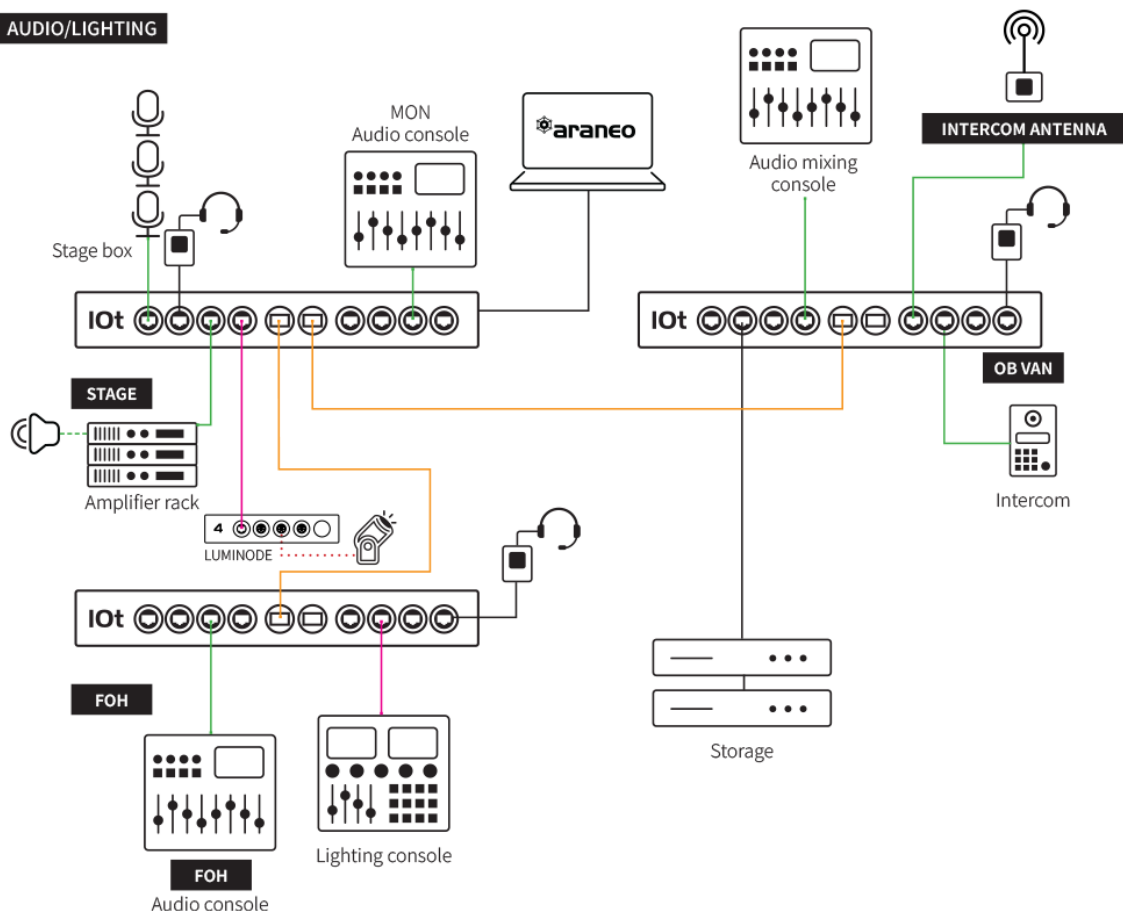 AUDIO/LIGHTING
MON
Audio console
araneo
Audio mixing
console
INTERCOM ANTENNA
Stage box
IOt
IOt
STAGE
OB VAN
Amplifier rack
Intercom
4
LUMINODE
IOt
FOH
Storage
Lighting console
FOH
Audio console